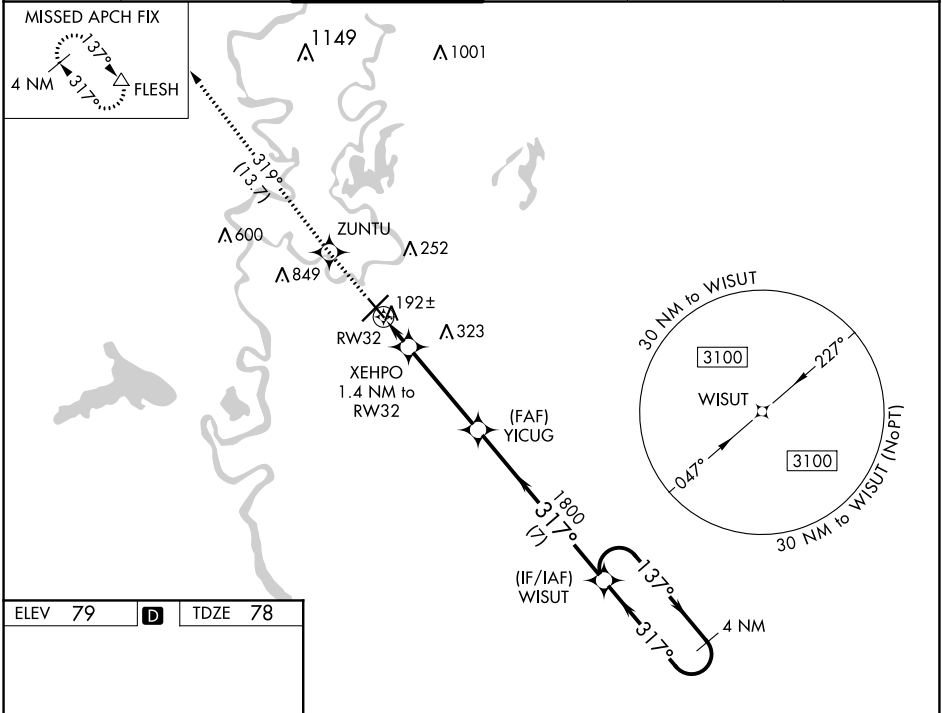 MISSED APCH FIX
137°
4 NM
FLESH
317°
1149
1001
319°
(13.7)
ZUNTU
600
252
849
192±
RW32
323
XEHPO
1.4 NM to
RW32
(FAF)
YICUG
1800
317°
(7)
(IF/IAF)
WISUT
137°
317°
4 NM
30 NM to WISUT
3100
227°
WISUT
047°
3100
30 NM to WISUT (NoPT)
ELEV 79 D TDZE 78